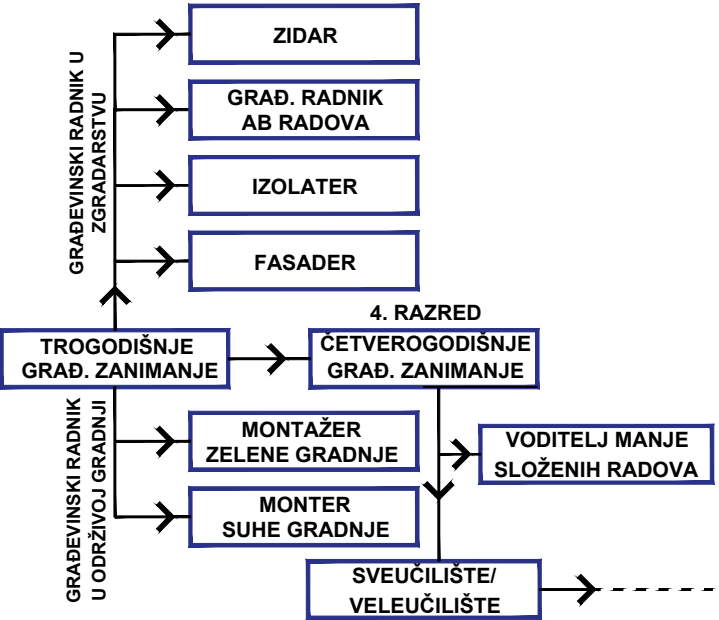 GRAĐEVINSKI RADNIK U
ZGRADARSTVU
ZIDAR
GRAĐ. RADNIK
AB RADOVA
IZOLATER
FASADER
4. RAZRED
TROGODIŠNJE
GRAĐ. ZANIMANJE
ČETVEROGODIŠNJE
GRAĐ. ZANIMANJE
GRAĐEVINSKI RADNIK
U ODRŽIVOJ GRADNJI
MONTAŽER
ZELENE GRADNJE
MONTER
SUHE GRADNJE
VODITELJ MANJE
SLOŽENIH RADOVA
SVEUČILIŠTE/
VELEUČILIŠTE